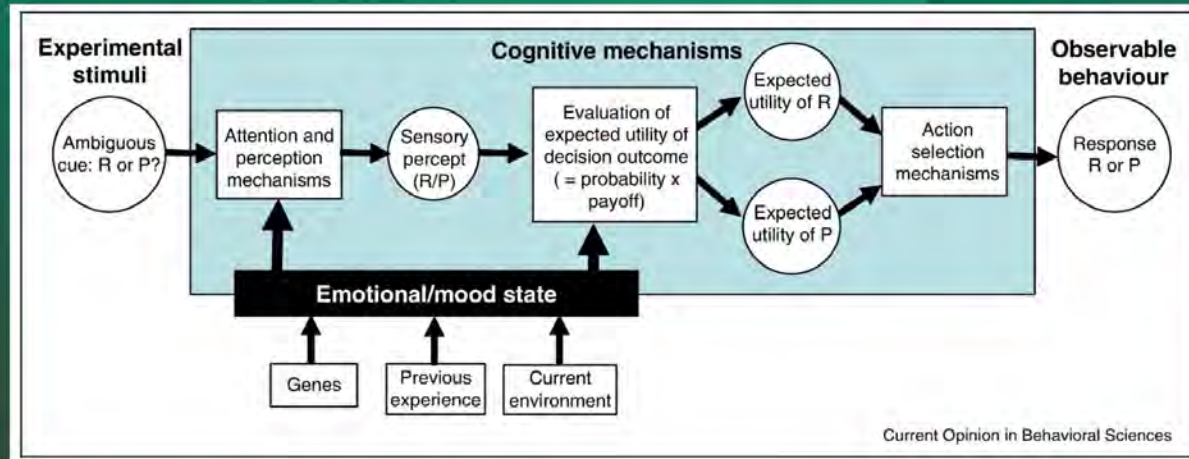 Experimental
stimuli
Cognitive mechanisms
Observable
behaviour
Ambiguous
cue: R or P?
Attention and
perception
mechanisms
Sensory
percept
(R/P)
Evaluation of
expected utility of
decision outcome
( = probability x
payoff)
Expected
utility of R
Expected
utility of P
Action
selection
mechanisms
Response
R or P
Emotional/mood state
Genes
Previous
experience
Current
environment
Current Opinion in Behavioral Sciences